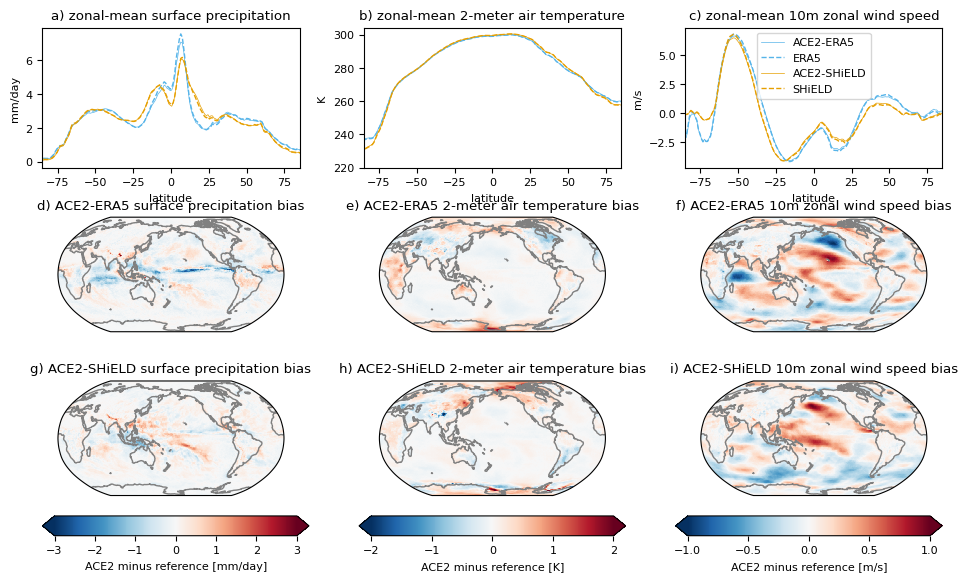 a) zonal-mean surface precipitation
b) zonal-mean 2-meter air temperature
c) zonal-mean 10m zonal wind speed
mm/day
6
4
2
0
−75 −50 −25 0 25 50 75
latitude
K
300
280
260
240
220
−75 −50 −25 0 25 50 75
latitude
m/s
5.0
2.5
0.0
−2.5
ACE2-ERA5
ERA5
ACE2-SHiELD
SHiELD
−75 −50 −25 0 25 50 75
latitude
d) ACE2-ERA5 surface precipitation bias
e) ACE2-ERA5 2-meter air temperature bias
f) ACE2-ERA5 10m zonal wind speed bias
g) ACE2-SHiELD surface precipitation bias
h) ACE2-SHiELD 2-meter air temperature bias
i) ACE2-SHiELD 10m zonal wind speed bias
−3 −2 −1 0 1 2 3
ACE2 minus reference [mm/day]
−2 −1 0 1 2
ACE2 minus reference [K]
−1.0 −0.5 0.0 0.5 1.0
ACE2 minus reference [m/s]